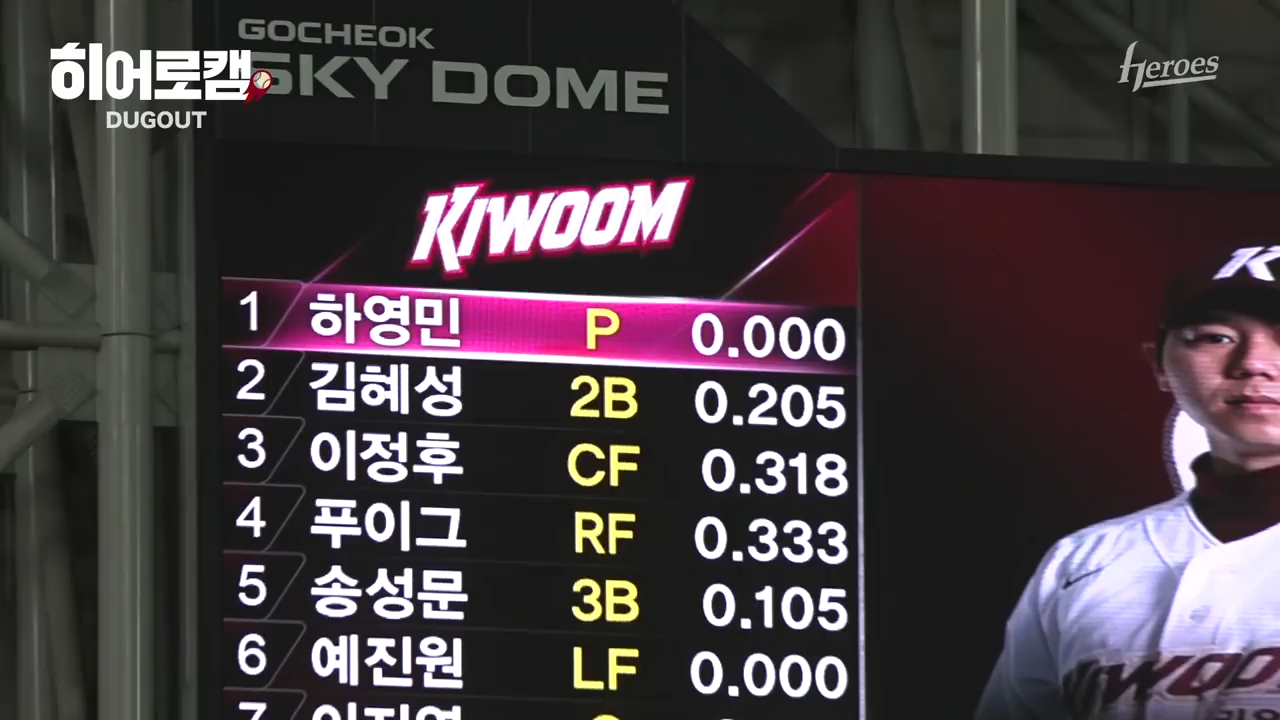 히어로캠
DUGOUT
GOCHEOK
SKY DOME
Heroes
KIWOOM
1 하영민 P 0.000
2 김혜성 2B 0.205
3 이정후 CF 0.318
4 푸이그 RF 0.333
5 송성문 3B 0.105
6 예진원 LF 0.000
7
K
KIWOO